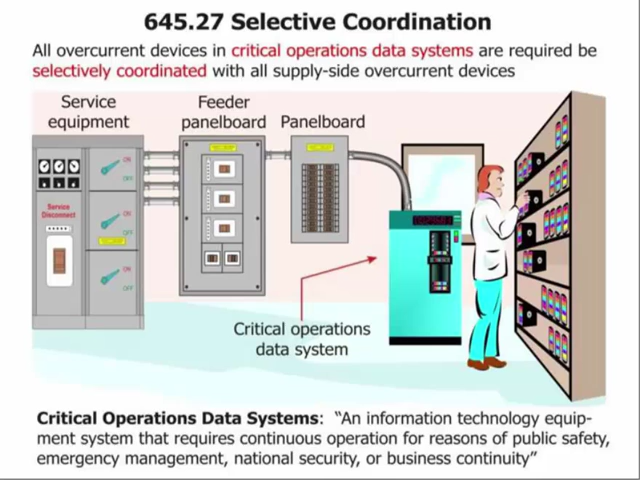 645.27 Selective Coordination
All overcurrent devices in critical operations data systems are required be
selectively coordinated with all supply-side overcurrent devices
Service
equipment
Feeder
panelboard
Panelboard
ON
OFF
Service
Disconnect
ON
OFF
ON
OFF
Critical operations
data system
Critical Operations Data Systems: “An information technology equip-
ment system that requires continuous operation for reasons of public safety,
emergency management, national security, or business continuity”